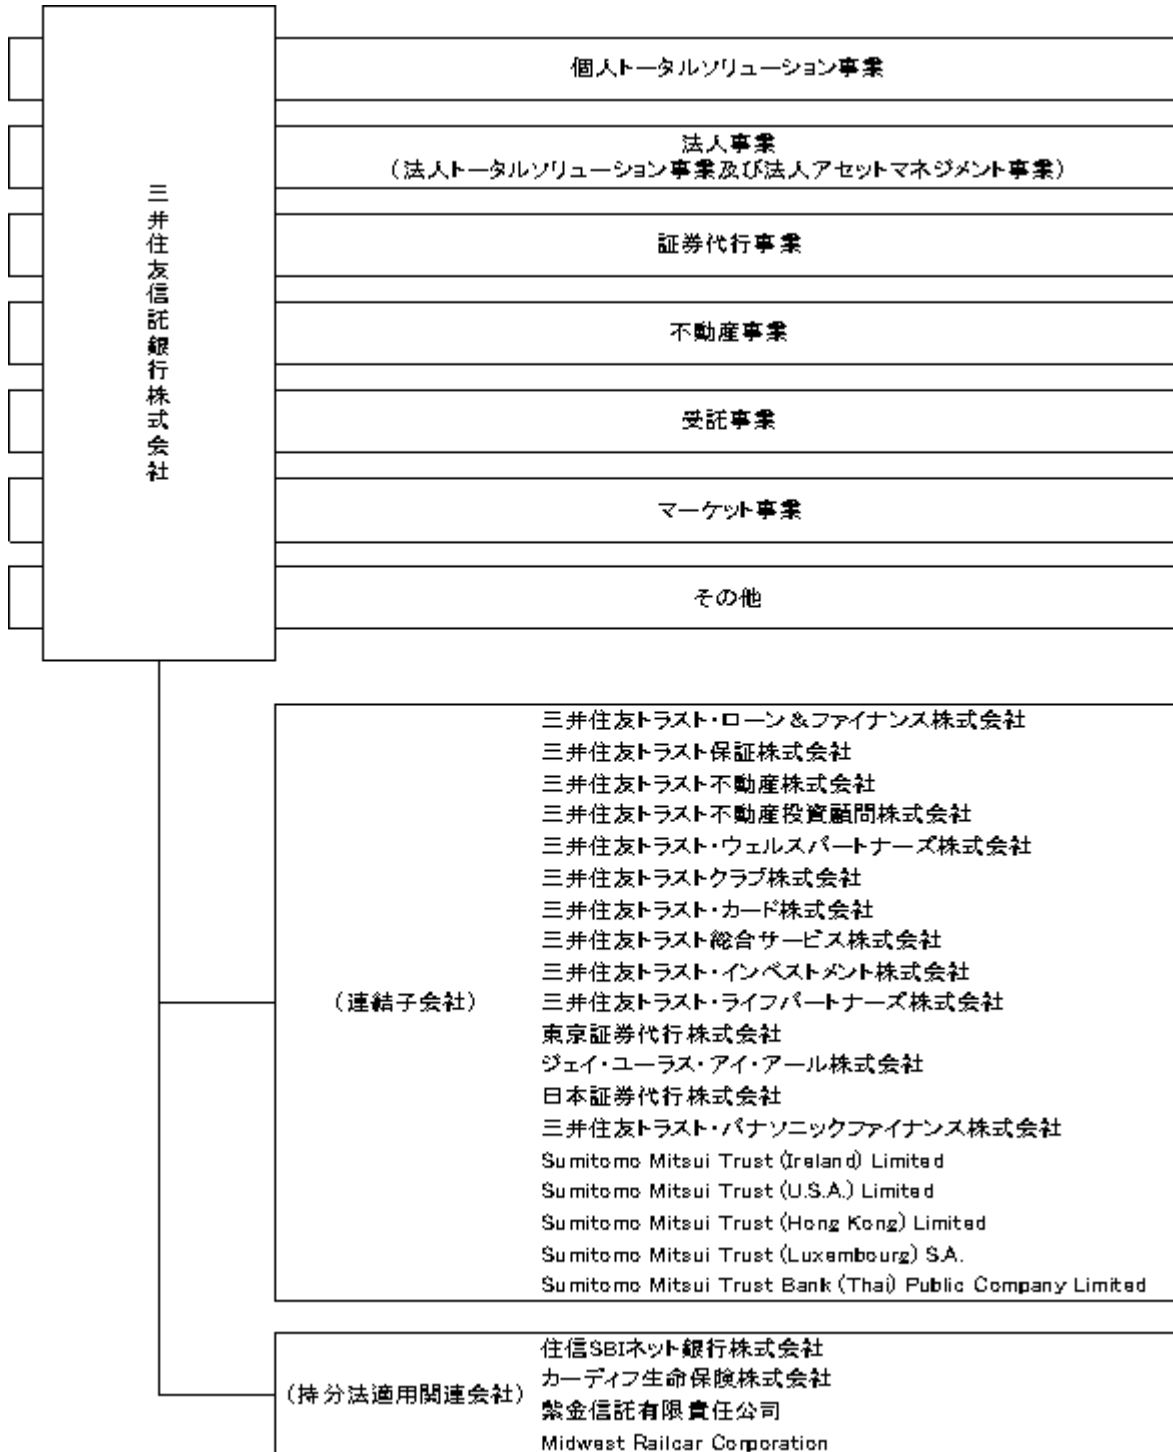 三井住友信託銀行株式会社
個人トータルソリューション事業
法人事業
(法人トータルソリューション事業及び法人アセットマネジメント事業)
証券代行事業
不動産事業
受託事業
マーケット事業
その他
(連結子会社)
三井住友トラスト・ローン&ファイナンス株式会社
三井住友トラスト保証株式会社
三井住友トラスト不動産株式会社
三井住友トラスト不動産投資顧問株式会社
三井住友トラスト・ウェルスパートナーズ株式会社
三井住友トラストクラブ株式会社
三井住友トラスト・カード株式会社
三井住友トラスト総合サービス株式会社
三井住友トラスト・インベストメント株式会社
三井住友トラスト・ライフパートナーズ株式会社
東京証券代行株式会社
ジェイ・ユーラス・アイ・アール株式会社
日本証券代行株式会社
三井住友トラスト・パナソニックファイナンス株式会社
Sumitomo Mitsui Trust (Ireland) Limited
Sumitomo Mitsui Trust (U.S.A.) Limited
Sumitomo Mitsui Trust (Hong Kong) Limited
Sumitomo Mitsui Trust (Luxembourg) S.A.
Sumitomo Mitsui Trust Bank (Thai) Public Company Limited
(持分法適用関連会社)
住信SBIネット銀行株式会社
カーディフ生命保険株式会社
紫金信託有限責任公司
Midwest Railcar Corporation